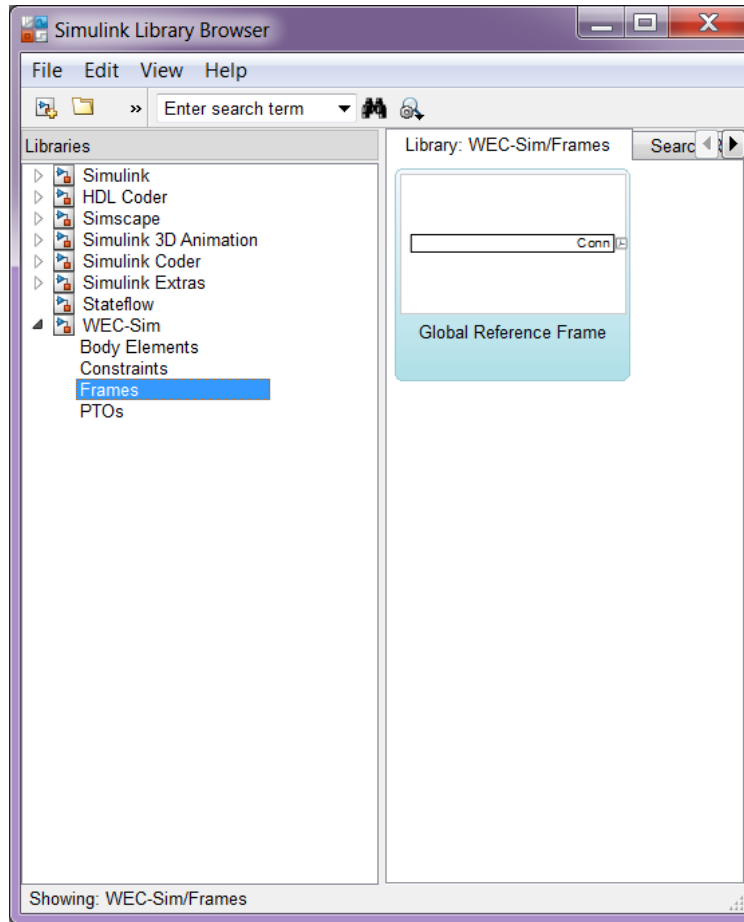 Simulink Library Browser
File Edit View Help
» Enter search term
Libraries
Library: WEC-Sim/Frames
Searc
Simulink
HDL Coder
Simscape
Simulink 3D Animation
Simulink Coder
Simulink Extras
Stateflow
WEC-Sim
Body Elements
Constraints
Frames
PTOs
Conn
Global Reference Frame
Showing: WEC-Sim/Frames